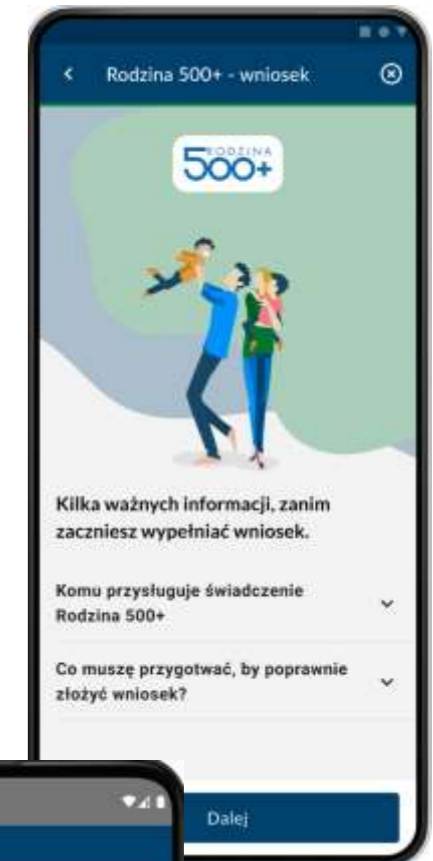 Rodzina 500+ - wniosek
RODZINA
500+
Kilka ważnych informacji, zanim
zaczniesz wypełniać wniosek.
Komu przysługuje świadczenie
Rodzina 500+
Co muszę przygotwać, by poprawnie
złożyć wniosek?
Dalej